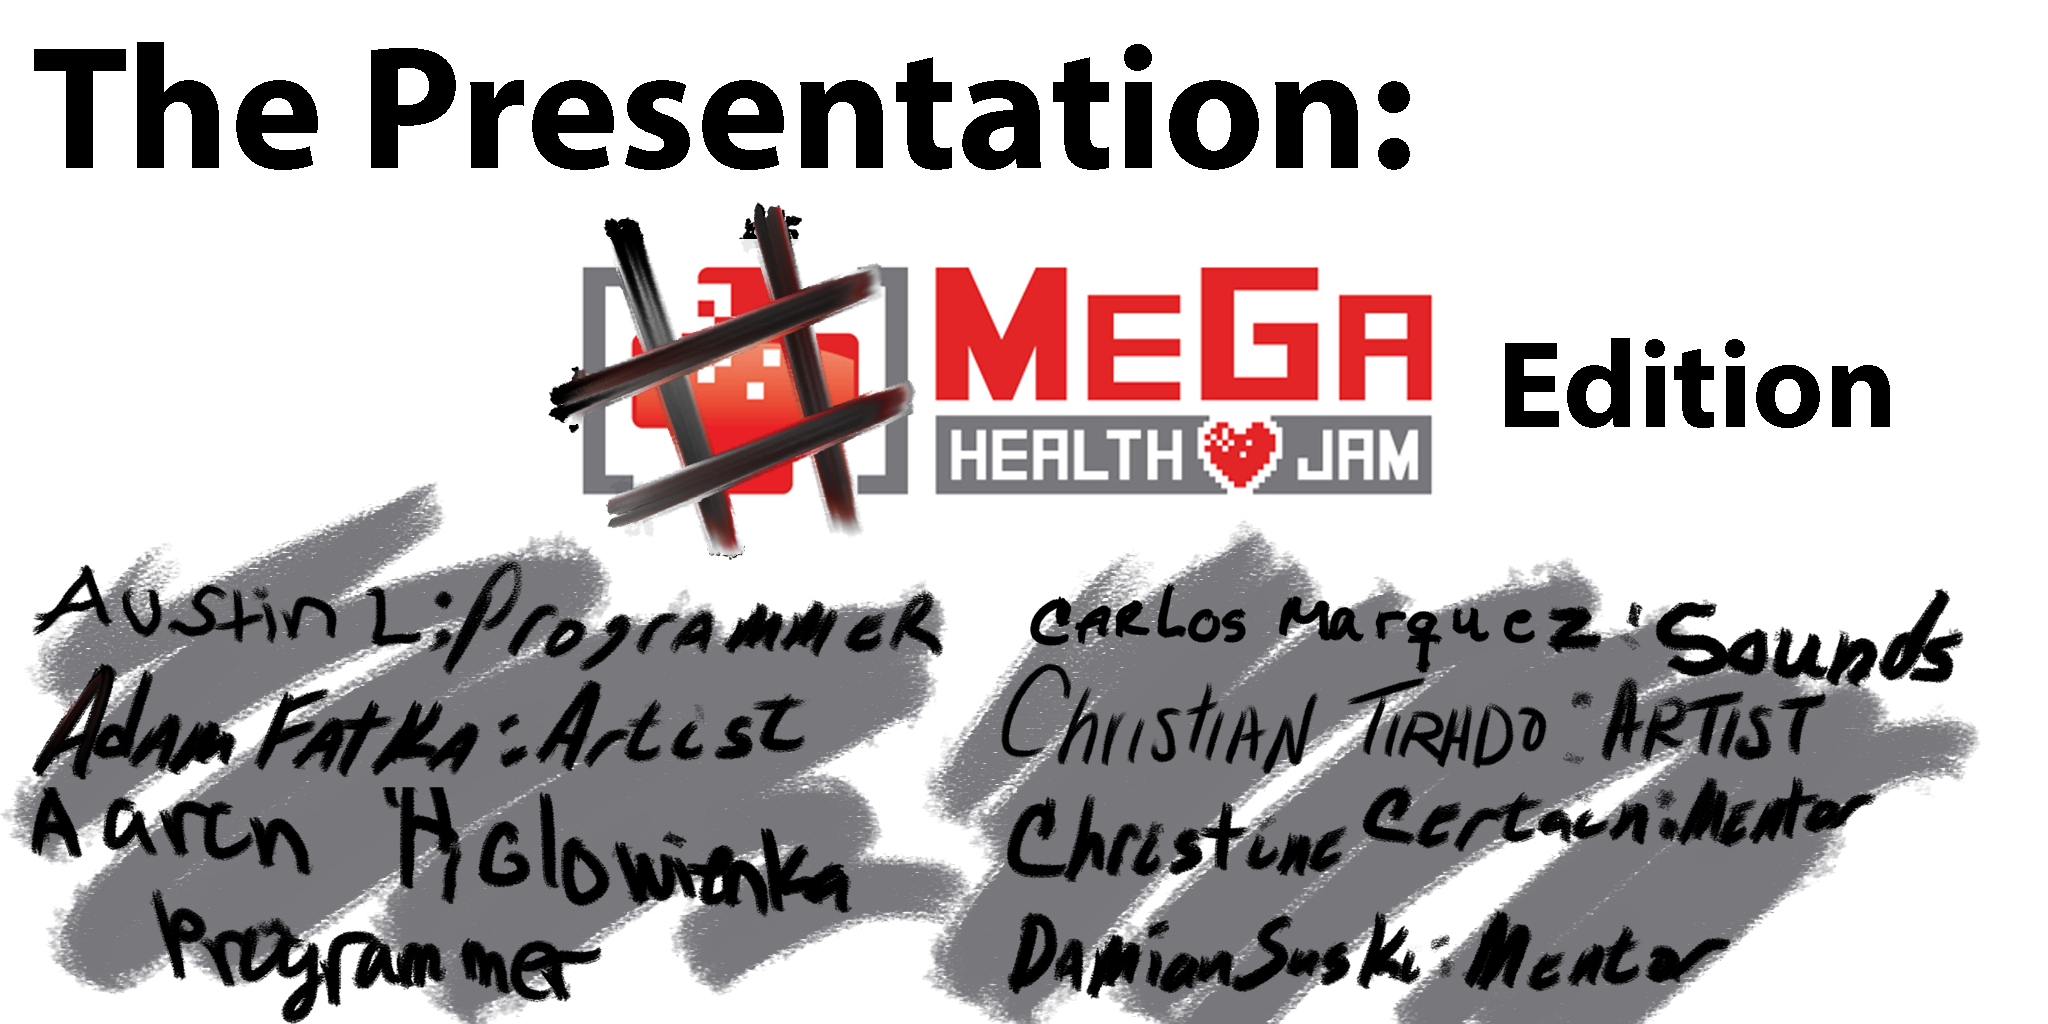 The Presentation:
# MeGA
HEALTH JAM
Edition
Austin L: Programmer
Adam Fatka: Artist
Aaron Holowienka
Programmer
Carlos Marquez: Sounds
Christian Tirado: Artist
Christine Certain: Mentor
Damian Suski: Mentor